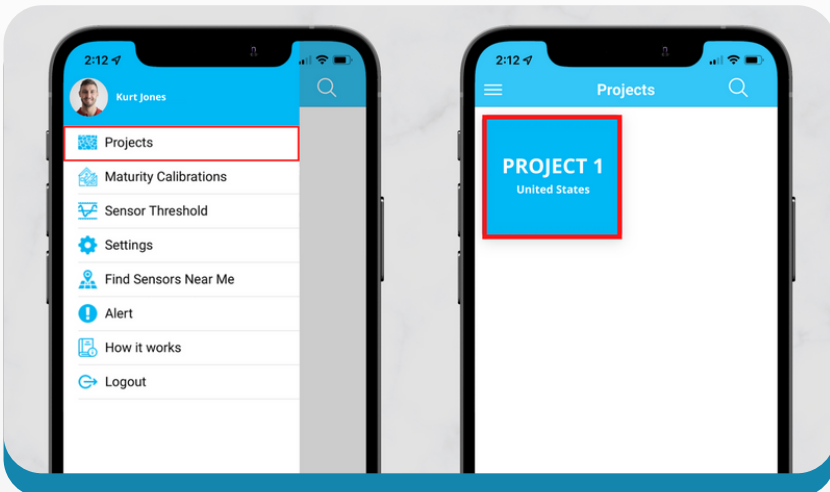 2:12
Kurt Jones
Projects
Maturity Calibrations
Sensor Threshold
Settings
Find Sensors Near Me
Alert
How it works
Logout
2:12
Projects
PROJECT 1
United States